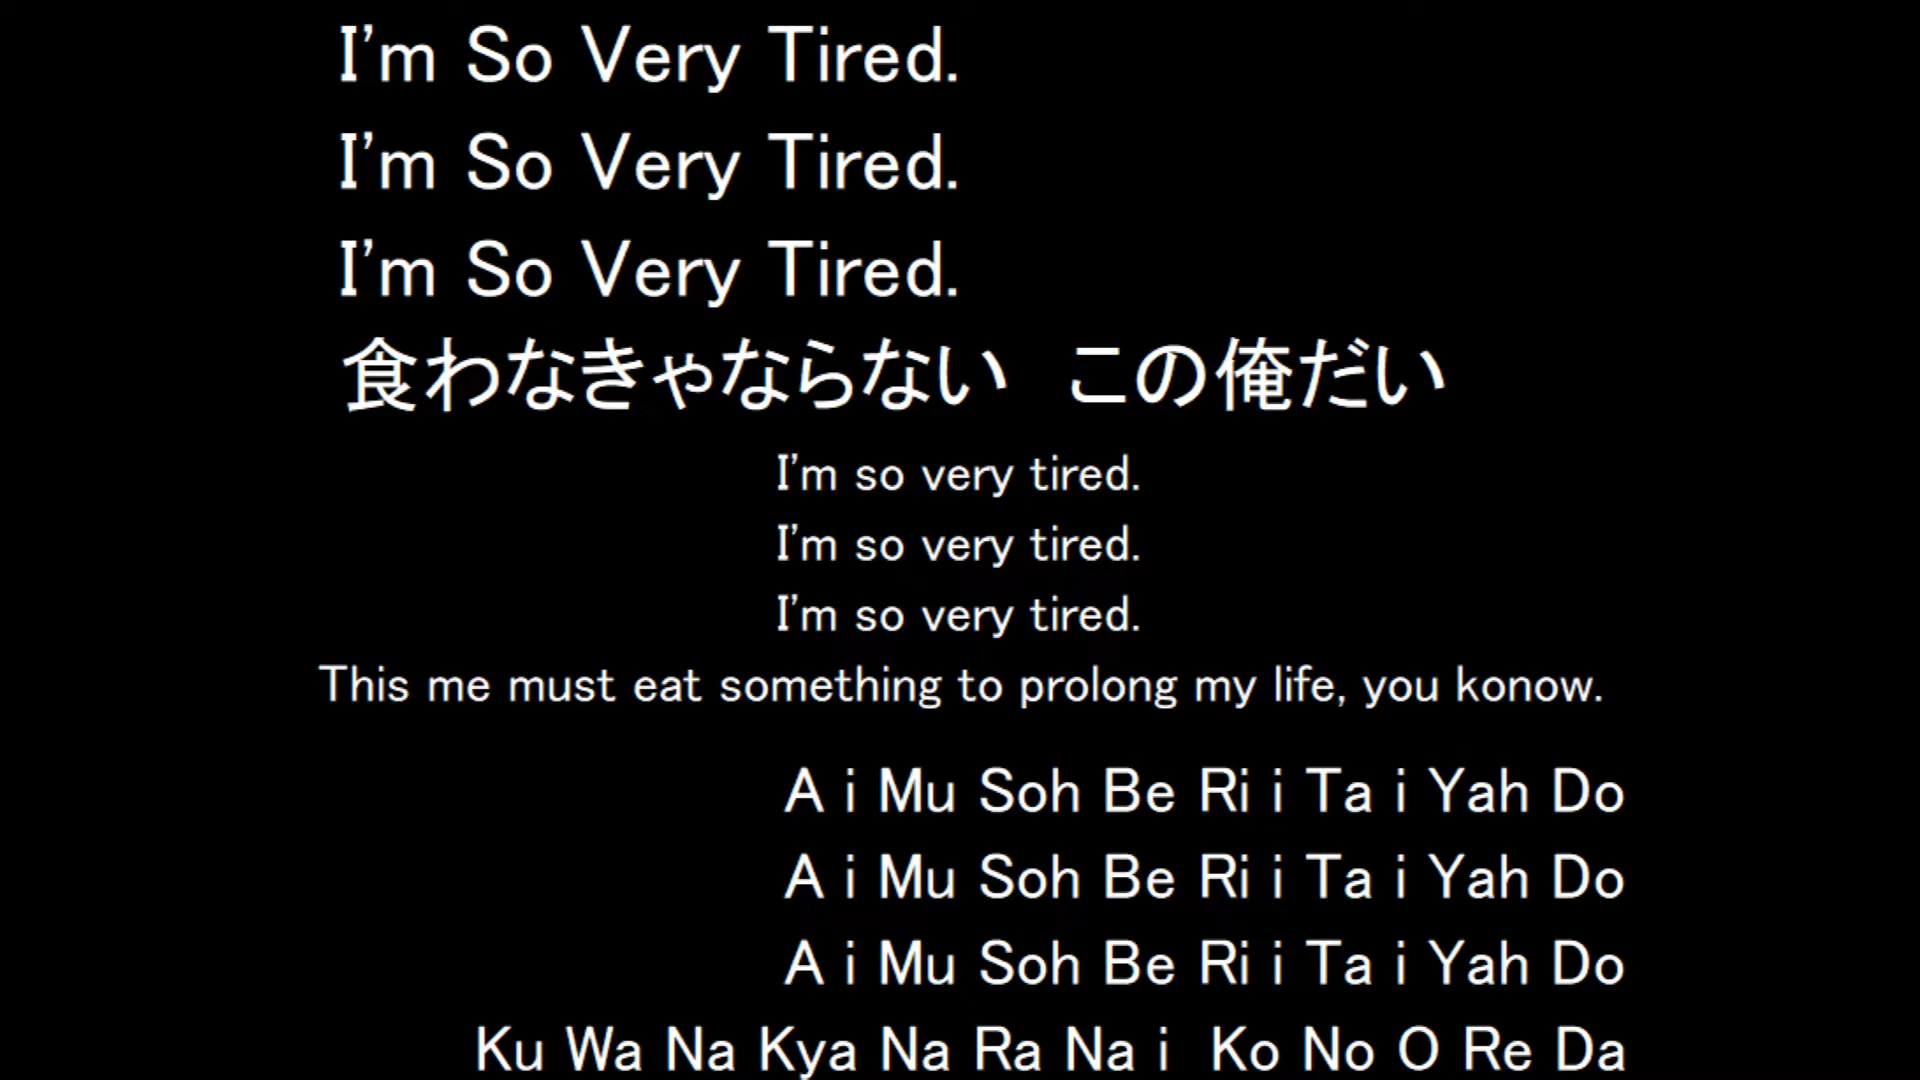 I'm So Very Tired.
I'm So Very Tired.
I'm So Very Tired.
食わなきゃならない　この俺だい
I'm so very tired.
I'm so very tired.
I'm so very tired.
This me must eat something to prolong my life, you konow.
A i Mu Soh Be Ri i Ta i Yah Do
A i Mu Soh Be Ri i Ta i Yah Do
A i Mu Soh Be Ri i Ta i Yah Do
Ku Wa Na Kya Na Ra Na i  Ko No O Re Da